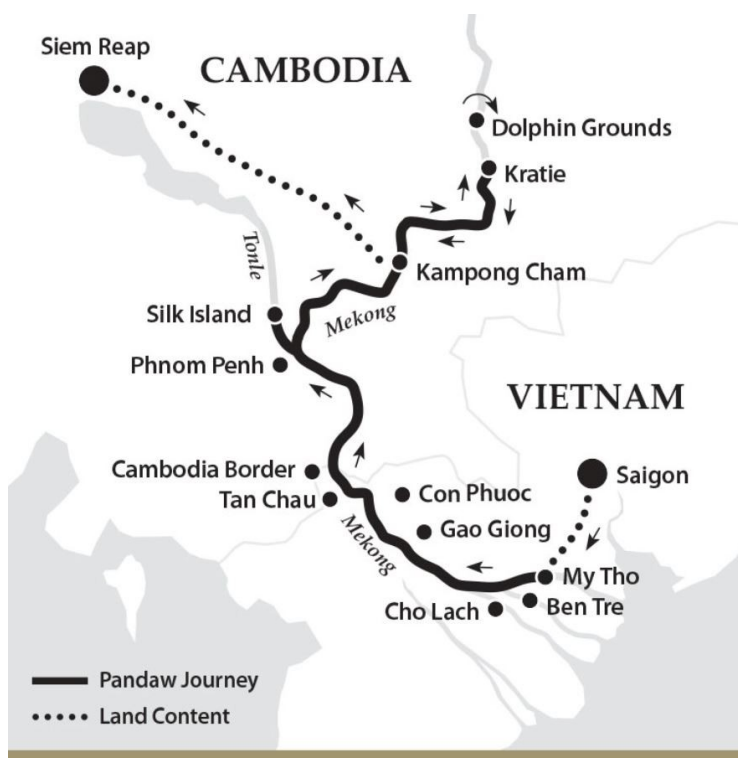 Siem Reap
CAMBODIA
Dolphin Grounds
Kratie
Tonle
Kampong Cham
Silk Island
Mekong
Phnom Penh
VIETNAM
Cambodia Border
Saigon
Tan Chau
Con Phuoc
Mekong
Gao Giong
My Tho
Cho Lach
Ben Tre
Pandaw Journey
Land Content